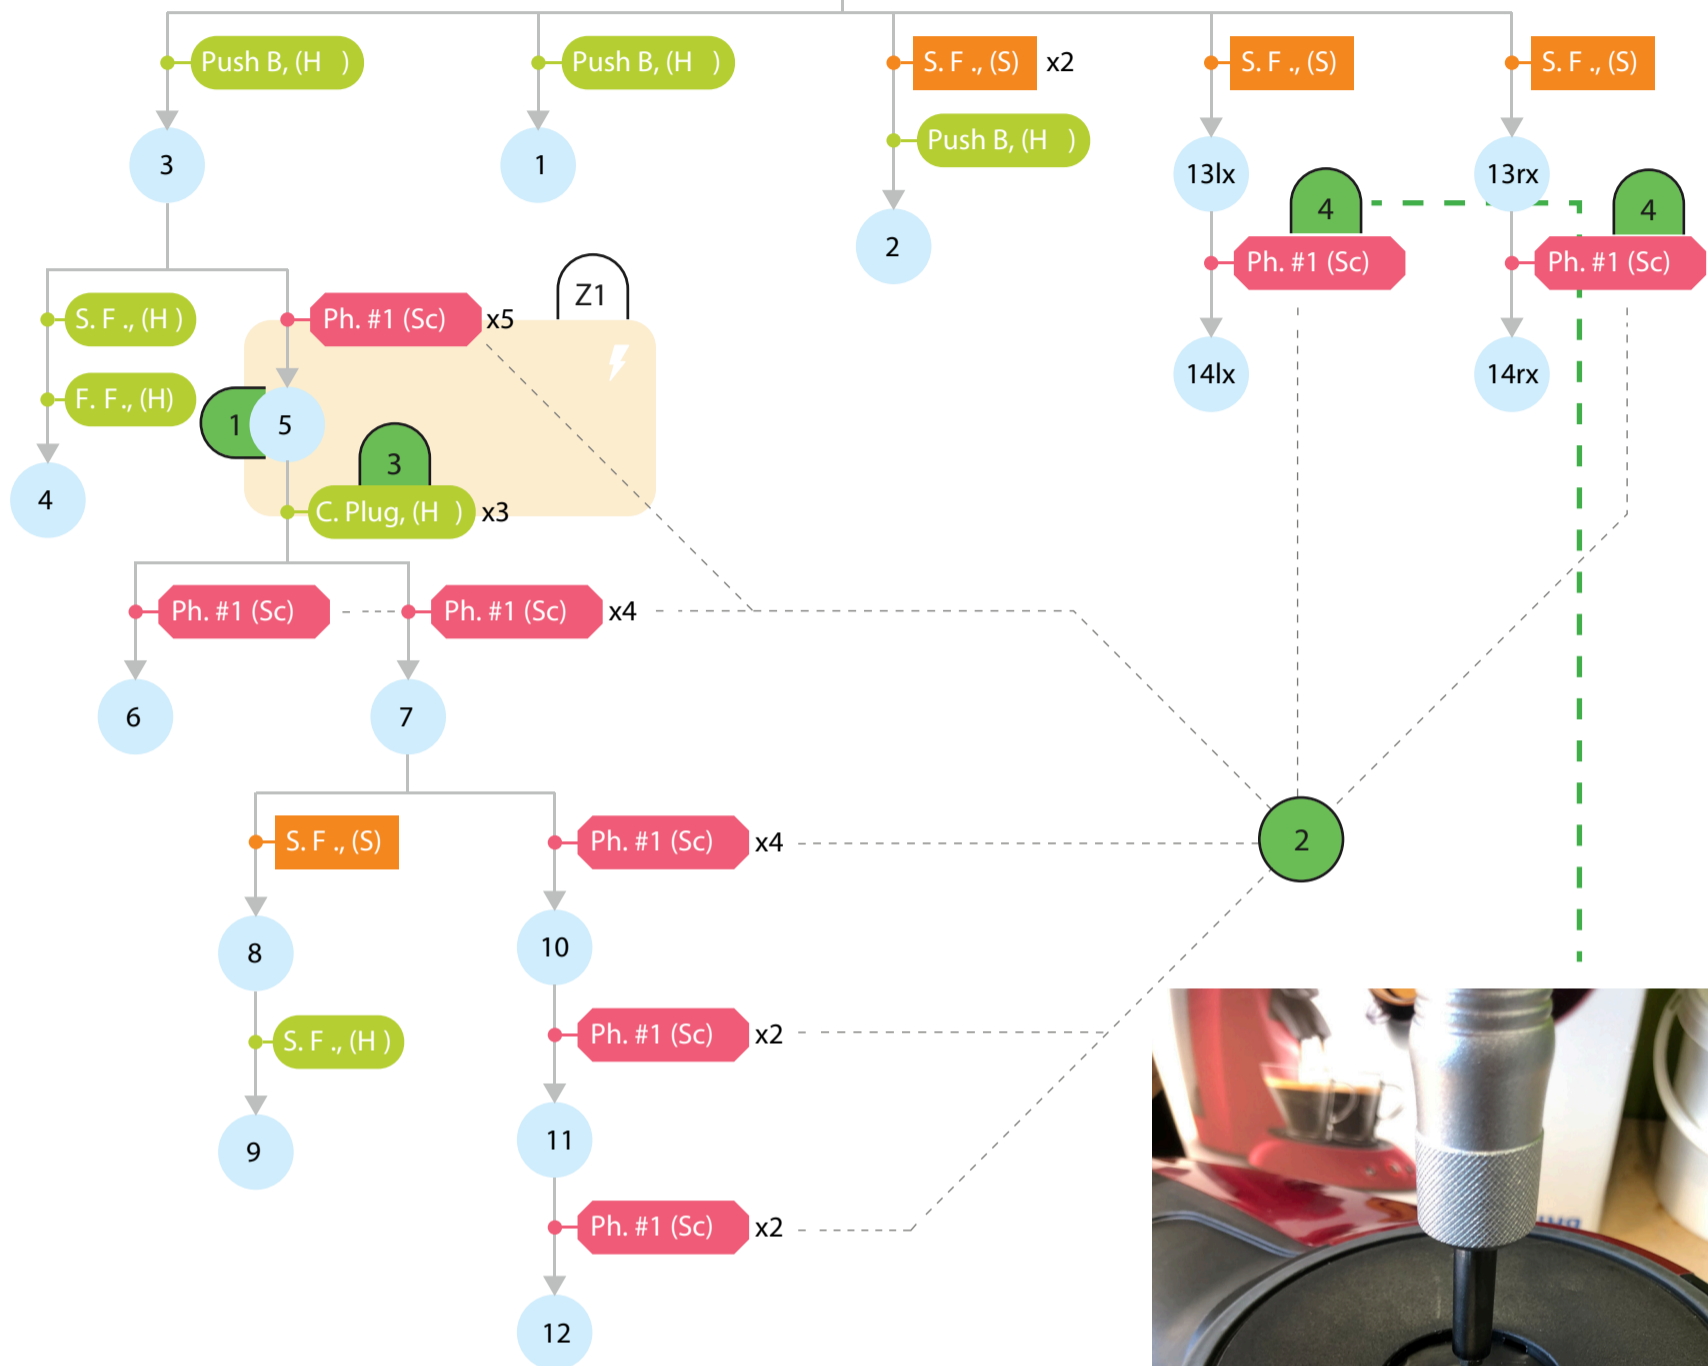 Push B, (H )
Push B, (H )
S. F ., (S) x2
S. F ., (S)
S. F ., (S)
Push B, (H )
3
1
13lx
13rx
4
4
2
Ph. #1 (Sc)
Ph. #1 (Sc)
Z1
S. F ., (H )
Ph. #1 (Sc) x5
14lx
14rx
F. F., (H)
1
5
3
4
C. Plug, (H ) x3
Ph. #1 (Sc)
Ph. #1 (Sc) x4
6
7
S. F ., (S)
Ph. #1 (Sc) x4
2
8
10
S. F ., (H )
Ph. #1 (Sc) x2
9
11
Ph. #1 (Sc) x2
12